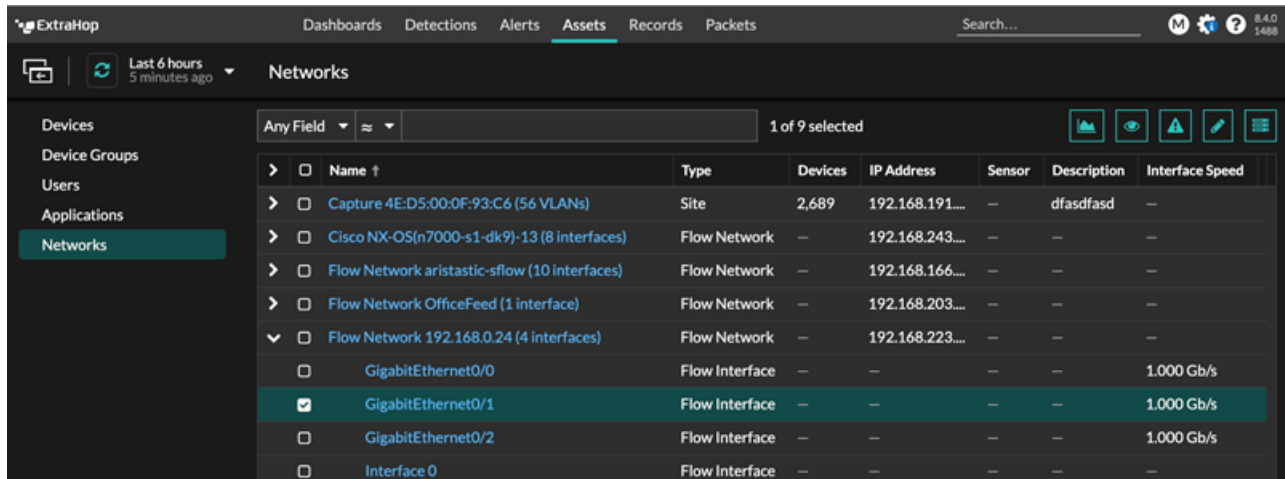 ExtraHop Dashboards Detections Alerts Assets Records Packets Search... M ? 8.4.0
1488
Last 6 hours
5 minutes ago
Networks
Devices
Device Groups
Users
Applications
Networks
Any Field ≈ 1 of 9 selected
Name ↑ Type Devices IP Address Sensor Description Interface Speed
Capture 4E:D5:00:0F:93:C6 (56 VLANs) Site 2,689 192.168.191.... — dfasdfasd —
Cisco NX-OS(n7000-s1-dk9)-13 (8 interfaces) Flow Network — 192.168.243.... — — —
Flow Network aristastic-sflow (10 interfaces) Flow Network — 192.168.166.... — — —
Flow Network OfficeFeed (1 interface) Flow Network — 192.168.203.... — — —
Flow Network 192.168.0.24 (4 interfaces) Flow Network — 192.168.223.... — — —
GigabitEthernet0/0 Flow Interface — — — — 1.000 Gb/s
GigabitEthernet0/1 Flow Interface — — — — 1.000 Gb/s
GigabitEthernet0/2 Flow Interface — — — — 1.000 Gb/s
Interface 0 Flow Interface — — — — —